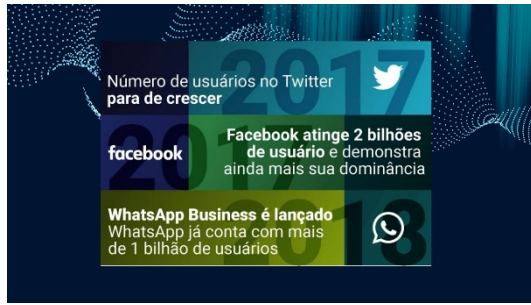 2017
Número de usuários no Twitter
para de crescer
2017
facebook
Facebook atinge 2 bilhões
de usuário e demonstra
ainda mais sua dominância
2018
WhatsApp Business é lançado
WhatsApp já conta com mais
de 1 bilhão de usuários